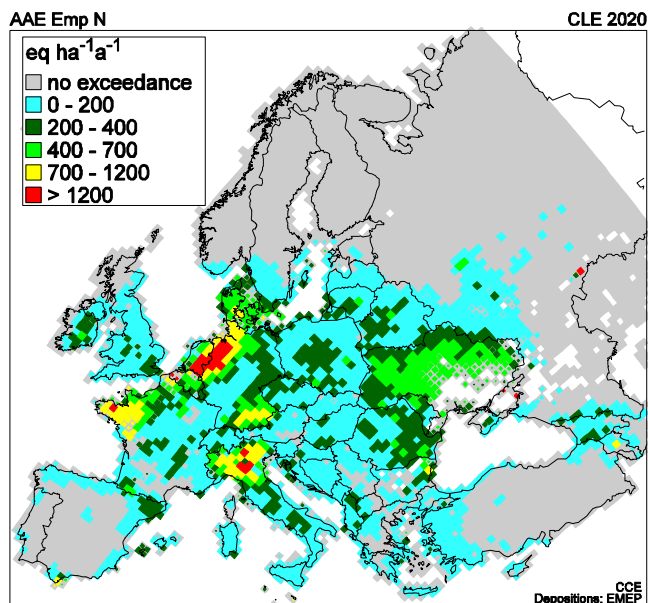 AAE Emp N CLE 2020
eq ha⁻¹a⁻¹
no exceedance
0 - 200
200 - 400
400 - 700
700 - 1200
> 1200
CCE
Depositions: EMEP